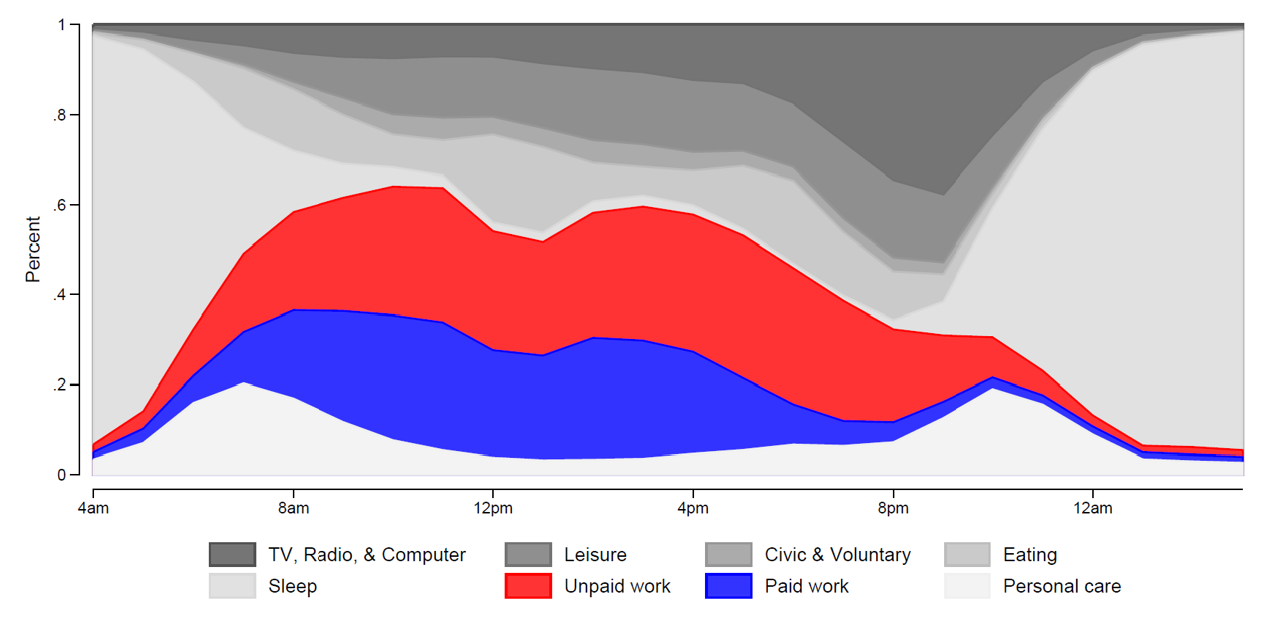 1
.8
.6
.4
.2
0
Percent
4am 8am 12pm 4pm 8pm 12am
TV, Radio, & Computer Leisure Civic & Voluntary Eating
Sleep Unpaid work Paid work Personal care